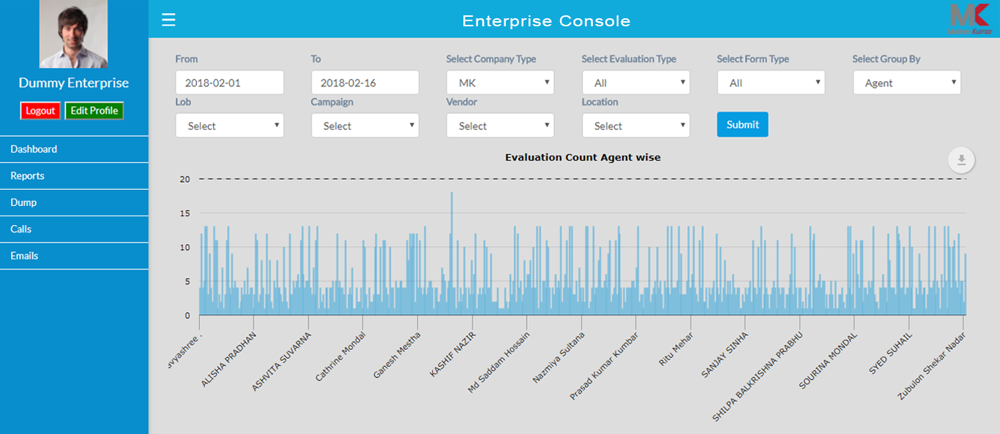 Enterprise Console
MK
Dummy Enterprise
Logout Edit Profile
Dashboard
Reports
Dump
Calls
Emails
From To Select Company Type Select Evaluation Type Select Form Type Select Group By
2018-02-01 2018-02-16 MK All All Agent
Lob Campaign Vendor Location
Select Select Select Select Submit
Evaluation Count Agent wise
20
15
10
5
0
ALISHA PRADHAN
ASHVITA SUVARNA
Cathrine Mondal
Ganesh Mestha
KASHIF NAZIR
Md Saddam Hossain
Nazmiya Sultana
Prasad Kumar Kumbar
Ritu Mehar
SANJAY SINHA
SHILPA BALKRISHNA PRABHU
SOURINA MONDAL
SYED SUHAIL
Zubulon Shekar Nadar